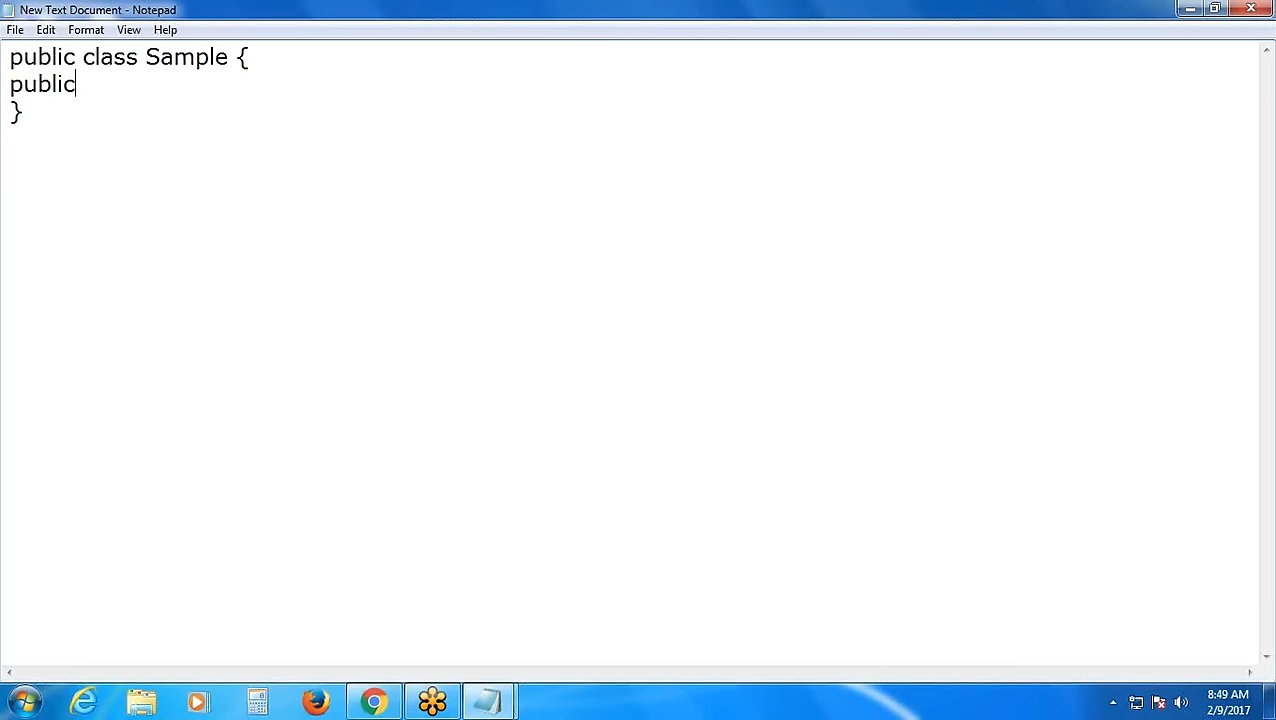 New Text Document - Notepad
File Edit Format View Help
public class Sample {
public
}
8:49 AM
2/9/2017